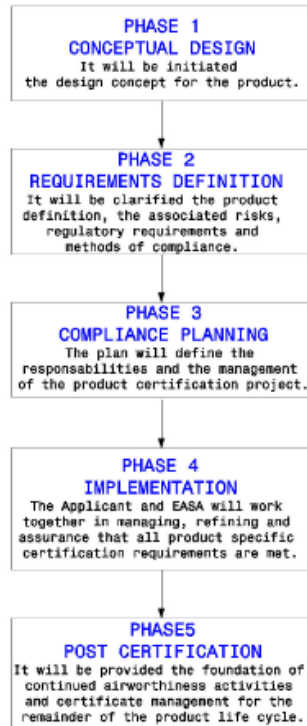 PHASE 1
CONCEPTUAL DESIGN
It will be initiated
the design concept for the product.
PHASE 2
REQUIREMENTS DEFINITION
It will be clarified the product
definition, the associated risks,
regulatory requirements and
methods of compliance.
PHASE 3
COMPLIANCE PLANNING
The plan will define the
responsabilities and the management
of the product certification project.
PHASE 4
IMPLEMENTATION
The Applicant and EASA will work
together in managing, refining and
assurance that all product specific
certification requirements are met.
PHASE5
POST CERTIFICATION
It will be provided the foundation of
continued airworthiness activities
and certificate management for the
remainder of the product life cycle.